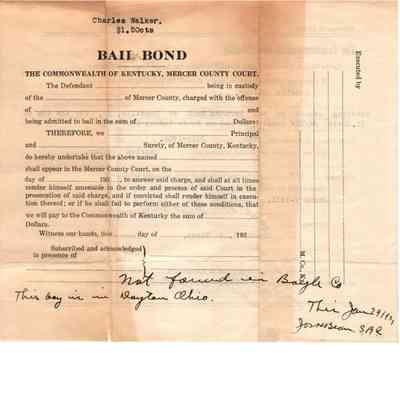 Charles Walker.
$1.50cts
BAIL BOND
THE COMMONWEALTH OF KENTUCKY, MERCER COUNTY COURT.
The Defendant being in custody
of the of Mercer County, charged with the offense
of and
being admitted to bail in the sum of Dollars:
THEREFORE, we Principal
and Surety, of Mercer County, Kentucky,
do hereby undertake that the above named
shall appear in the Mercer County Court, on the
day of 192 , to answer said charge, and shall at all times
render himself amenable to the order and process of said Court in the
prosecution of said charge, and if convicted shall render himself in execu-
tion thereof; or if he shall fail to perform either of these conditions, that
we will pay to the Commonwealth of Kentucky the sum of
Dollars.
Witness our hands, this day of , 192
Subscribed and acknowledged
in presence of
Executed by
M. Co., Ky.
Not found in Boyle Co
This boy is in Dayton Ohio.
This Jan 29